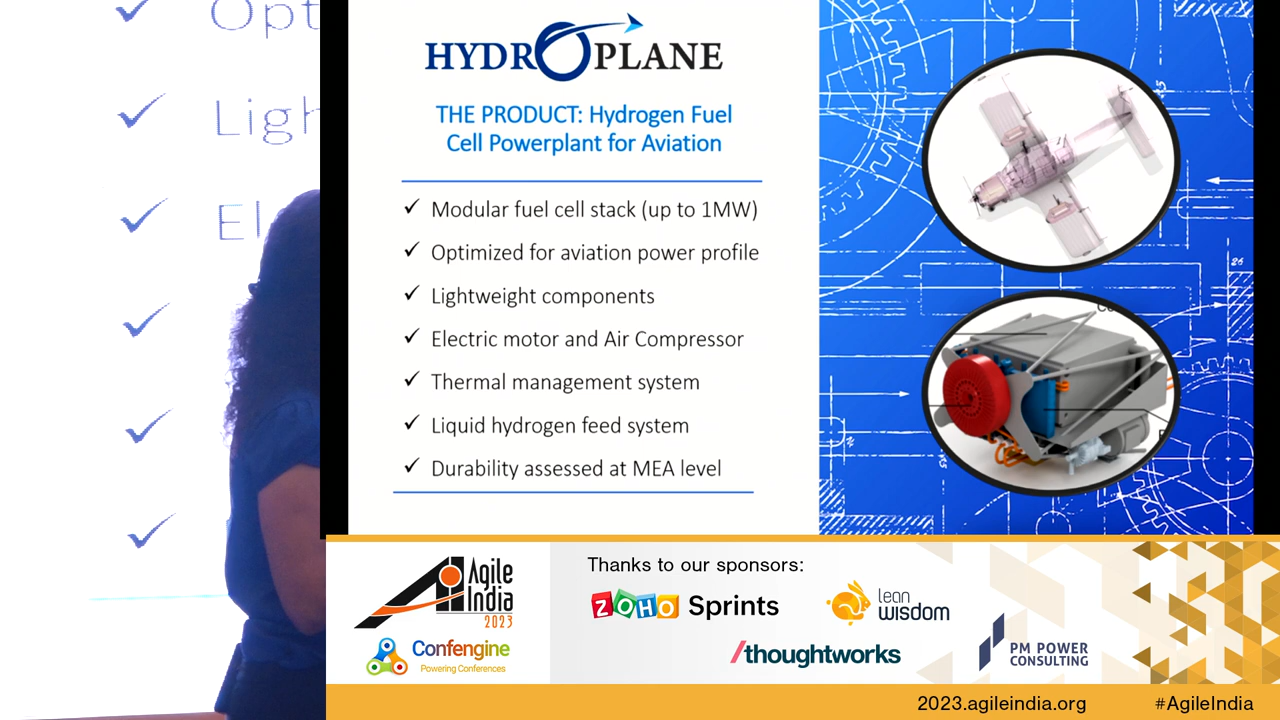 Opt
Ligh
El
HYDROPLANE
THE PRODUCT: Hydrogen Fuel
Cell Powerplant for Aviation
✓ Modular fuel cell stack (up to 1MW)
✓ Optimized for aviation power profile
✓ Lightweight components
✓ Electric motor and Air Compressor
✓ Thermal management system
✓ Liquid hydrogen feed system
✓ Durability assessed at MEA level
Agile
India
2023
Confengine
Powering Conferences
Thanks to our sponsors:
ZOHO Sprints
lean
wisdom
/thoughtworks
PM POWER
CONSULTING
2023.agileindia.org #AgileIndia